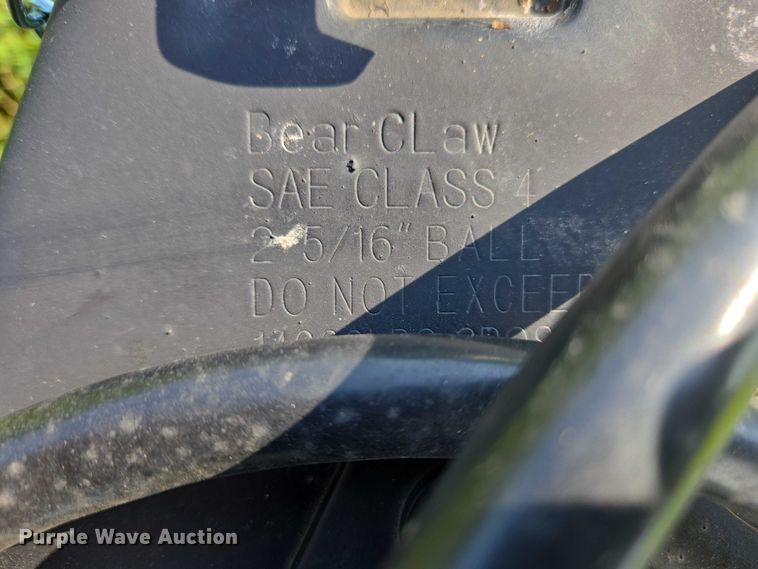 Bear CLaw
SAE CLASS 4
2-5/16" BALL
DO NOT EXCEED
Purple Wave Auction